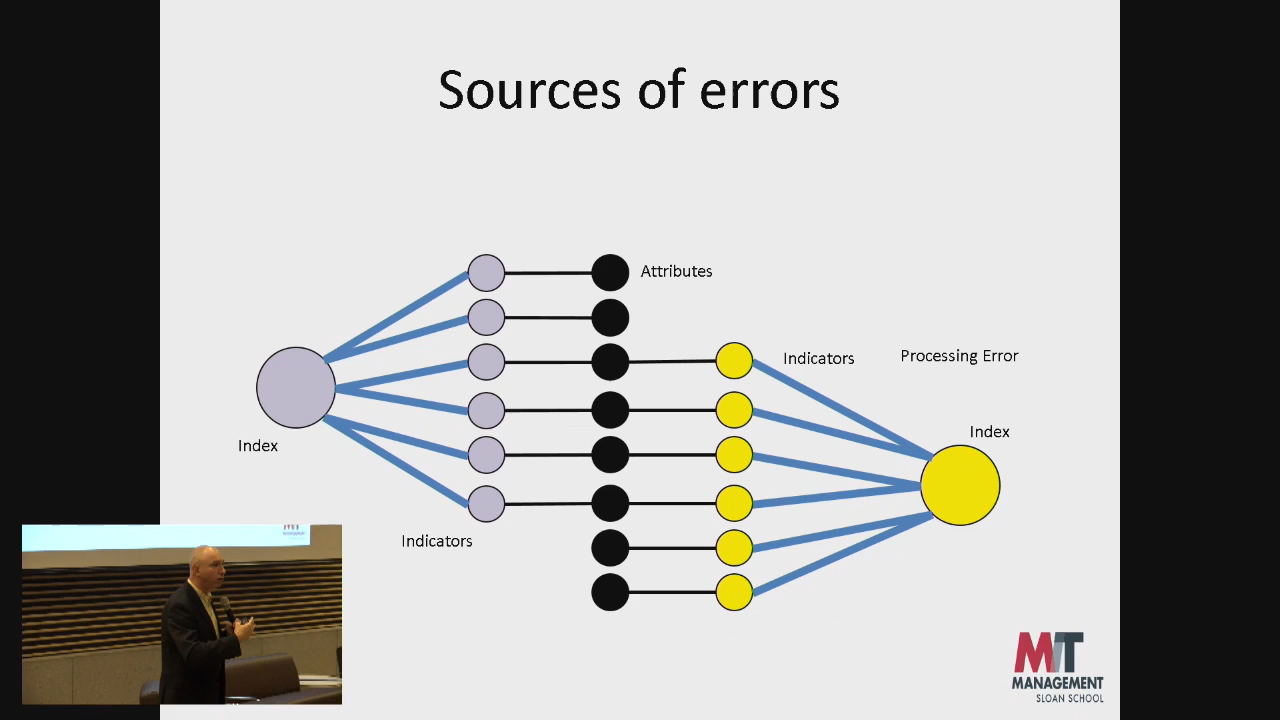 Sources of errors
Attributes
Indicators
Processing Error
Index
Index
Indicators
MIT
MANAGEMENT
SLOAN SCHOOL